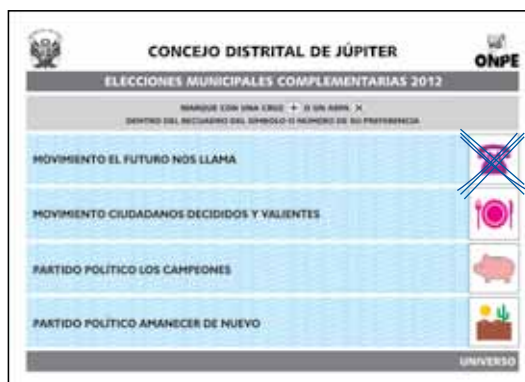 CONCEJO DISTRITAL DE JÚPITER
ONPE
ELECCIONES MUNICIPALES COMPLEMENTARIAS 2012
MARQUE CON UNA CRUZ + O UN ASPA X
DENTRO DEL RECUADRO DEL SÍMBOLO O NÚMERO DE SU PREFERENCIA
MOVIMIENTO EL FUTURO NOS LLAMA
MOVIMIENTO CIUDADANOS DECIDIDOS Y VALIENTES
PARTIDO POLÍTICO LOS CAMPEONES
PARTIDO POLÍTICO AMANECER DE NUEVO
UNIVERSO